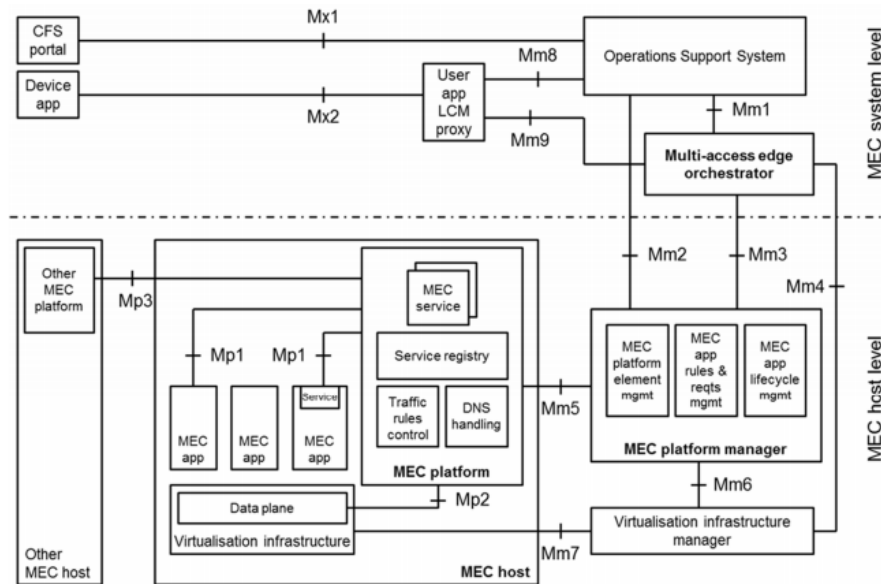 CFS
portal
Mx1
Operations Support System
Device
app
Mx2
User
app
LCM
proxy
Mm8
Mm9
Mm1
Multi-access edge
orchestrator
MEC system level
Other
MEC
platform
Mp3
MEC
service
Mm2
Mm3
Mm4
Mp1
Mp1
Service registry
MEC
platform
element
mgmt
MEC
app
rules &
reqts
mgmt
MEC
app
lifecycle
mgmt
MEC app
MEC app
Service
MEC app
Traffic
rules
control
DNS
handling
Mm5
MEC platform
MEC platform manager
Mp2
Mm6
Data plane
Virtualisation infrastructure
Mm7
Virtualisation infrastructure
manager
Other
MEC host
MEC host
MEC host level